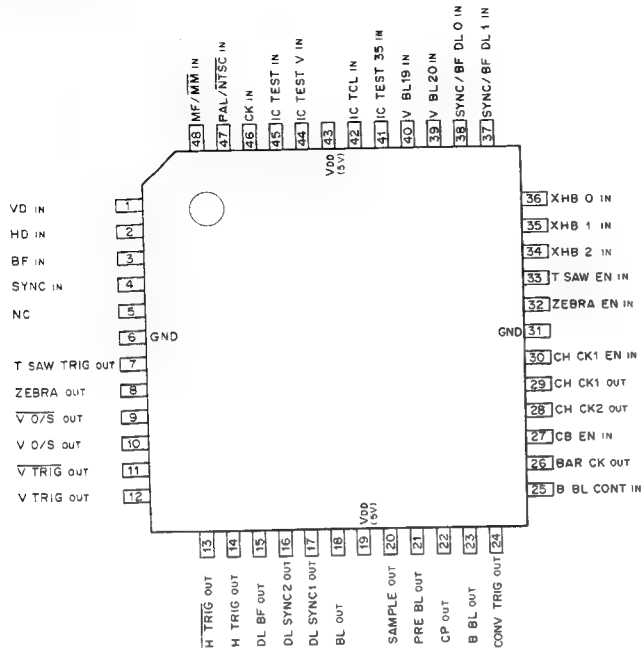 48 MF/MM IN
47 PAL/NTSC IN
46 CK IN
45 IC TEST IN
44 IC TEST V IN
43 VDD (5V)
42 IC TCL IN
41 IC TEST 35 IN
40 V BL19 IN
39 V BL20 IN
38 SYNC/BF DL 0 IN
37 SYNC/BF DL 1 IN
VD IN 1
HD IN 2
BF IN 3
SYNC IN 4
NC 5
6 GND
T SAW TRIG OUT 7
ZEBRA OUT 8
V O/S OUT 9
V O/S OUT 10
V TRIG OUT 11
V TRIG OUT 12
36 XHB 0 IN
35 XHB 1 IN
34 XHB 2 IN
33 T SAW EN IN
32 ZEBRA EN IN
GND 31
30 CH CK1 EN IN
29 CH CK1 OUT
28 CH CK2 OUT
27 CB EN IN
26 BAR CK OUT
25 B BL CONT IN
13 H TRIG OUT
14 H TRIG OUT
15 DL BF OUT
16 DL SYNC2 OUT
17 DL SYNC1 OUT
18 BL OUT
19 VDD (5V)
20 SAMPLE OUT
21 PRE BL OUT
22 CP OUT
23 B BL OUT
24 CONV TRIG OUT